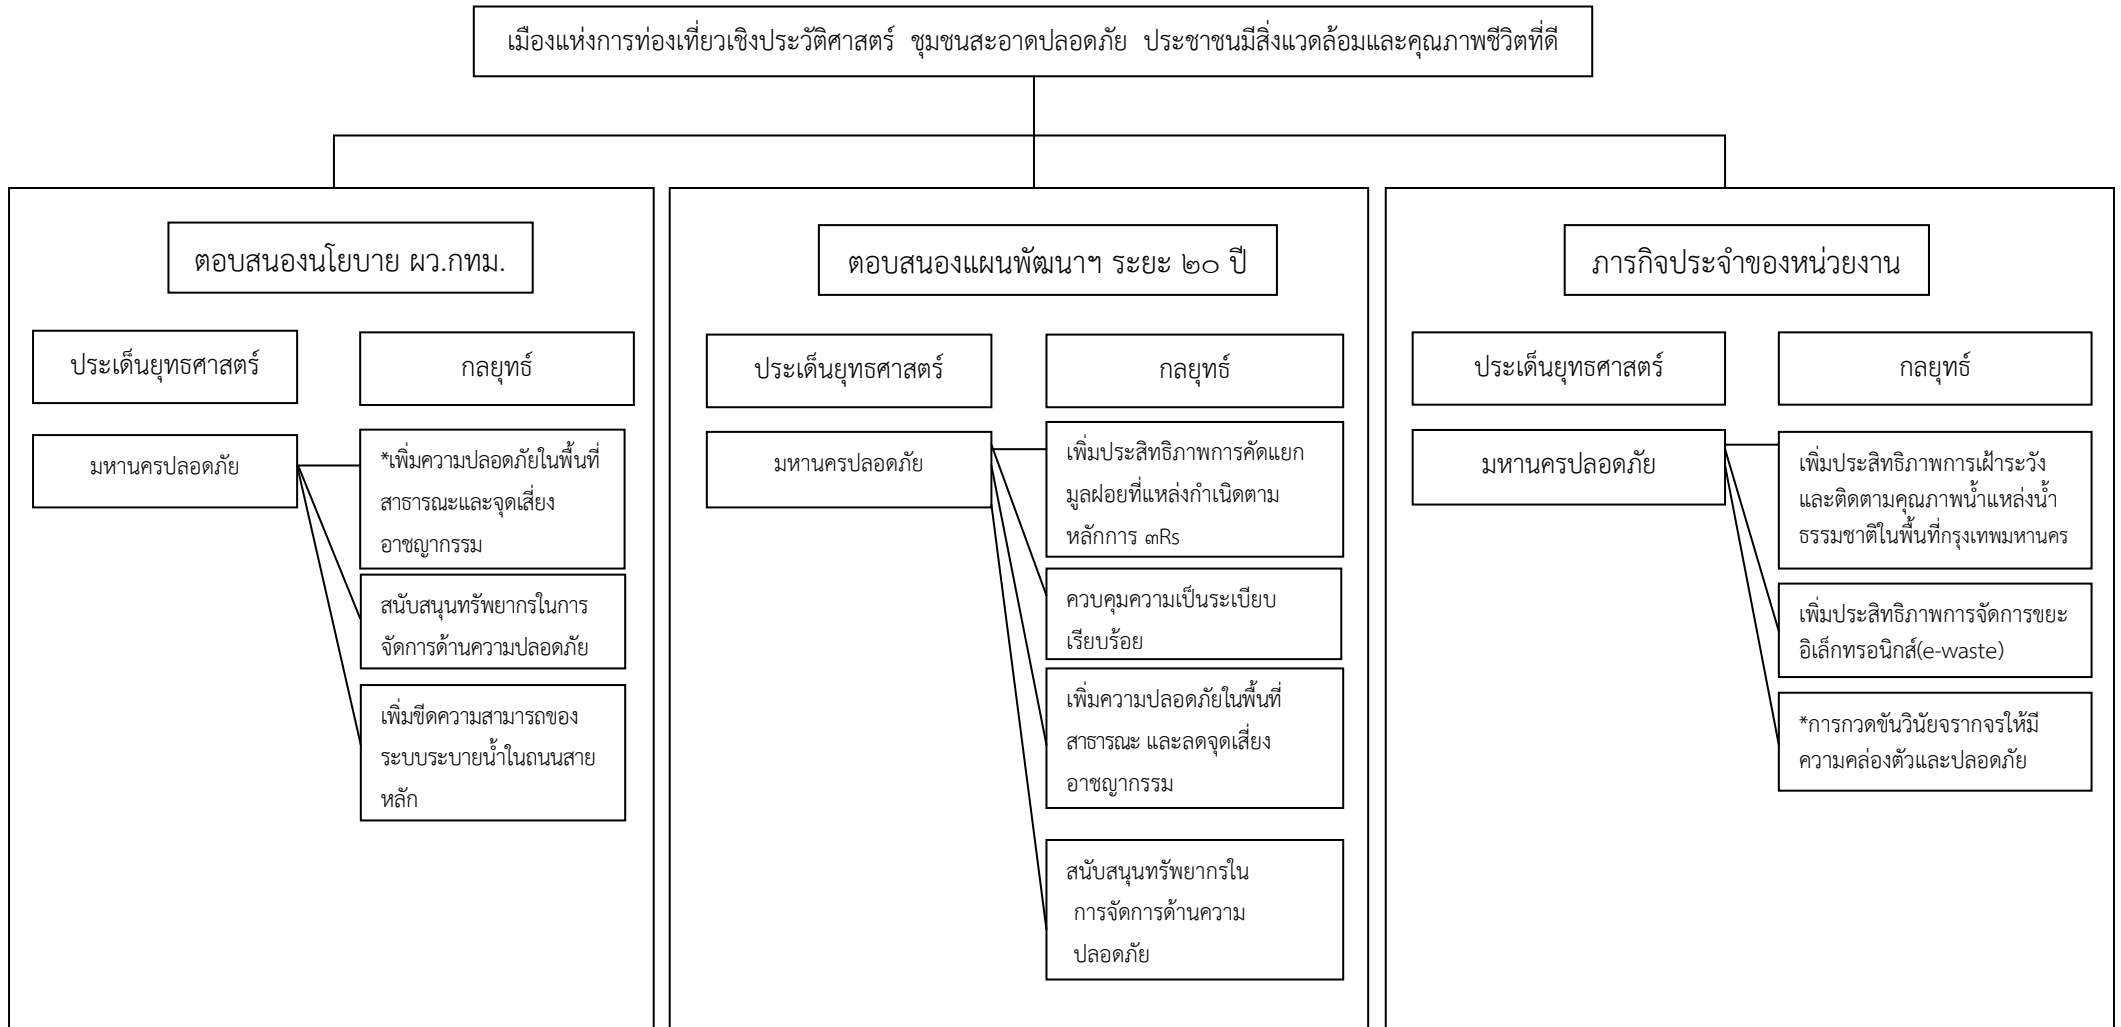 เมืองแห่งการท่องเที่ยวเชิงประวัติศาสตร์ ชุมชนสะอาดปลอดภัย ประชาชนมีสิ่งแวดล้อมและคุณภาพชีวิตที่ดี
ตอบสนองนโยบาย ผว.กทม.
ประเด็นยุทธศาสตร์
กลยุทธ์
มหานครปลอดภัย
*เพิ่มความปลอดภัยในพื้นที่
สาธารณะและจุดเสี่ยง
อาชญากรรม
สนับสนุนทรัพยากรในการ
จัดการด้านความปลอดภัย
เพิ่มขีดความสามารถของ
ระบบระบายน้ำในถนนสาย
หลัก
ตอบสนองแผนพัฒนาฯ ระยะ ๒๐ ปี
ประเด็นยุทธศาสตร์
กลยุทธ์
มหานครปลอดภัย
เพิ่มประสิทธิภาพการคัดแยก
มูลฝอยที่แหล่งกำเนิดตาม
หลักการ ๓Rs
ควบคุมความเป็นระเบียบ
เรียบร้อย
เพิ่มความปลอดภัยในพื้นที่
สาธารณะ และลดจุดเสี่ยง
อาชญากรรม
สนับสนุนทรัพยากรใน
การจัดการด้านความ
ปลอดภัย
ภารกิจประจำของหน่วยงาน
ประเด็นยุทธศาสตร์
กลยุทธ์
มหานครปลอดภัย
เพิ่มประสิทธิภาพการเฝ้าระวัง
และติดตามคุณภาพน้ำแหล่งน้ำ
ธรรมชาติในพื้นที่กรุงเทพมหานคร
เพิ่มประสิทธิภาพการจัดการขยะ
อิเล็กทรอนิกส์(e-waste)
*การกวดขันวินัยจราจรให้มี
ความคล่องตัวและปลอดภัย